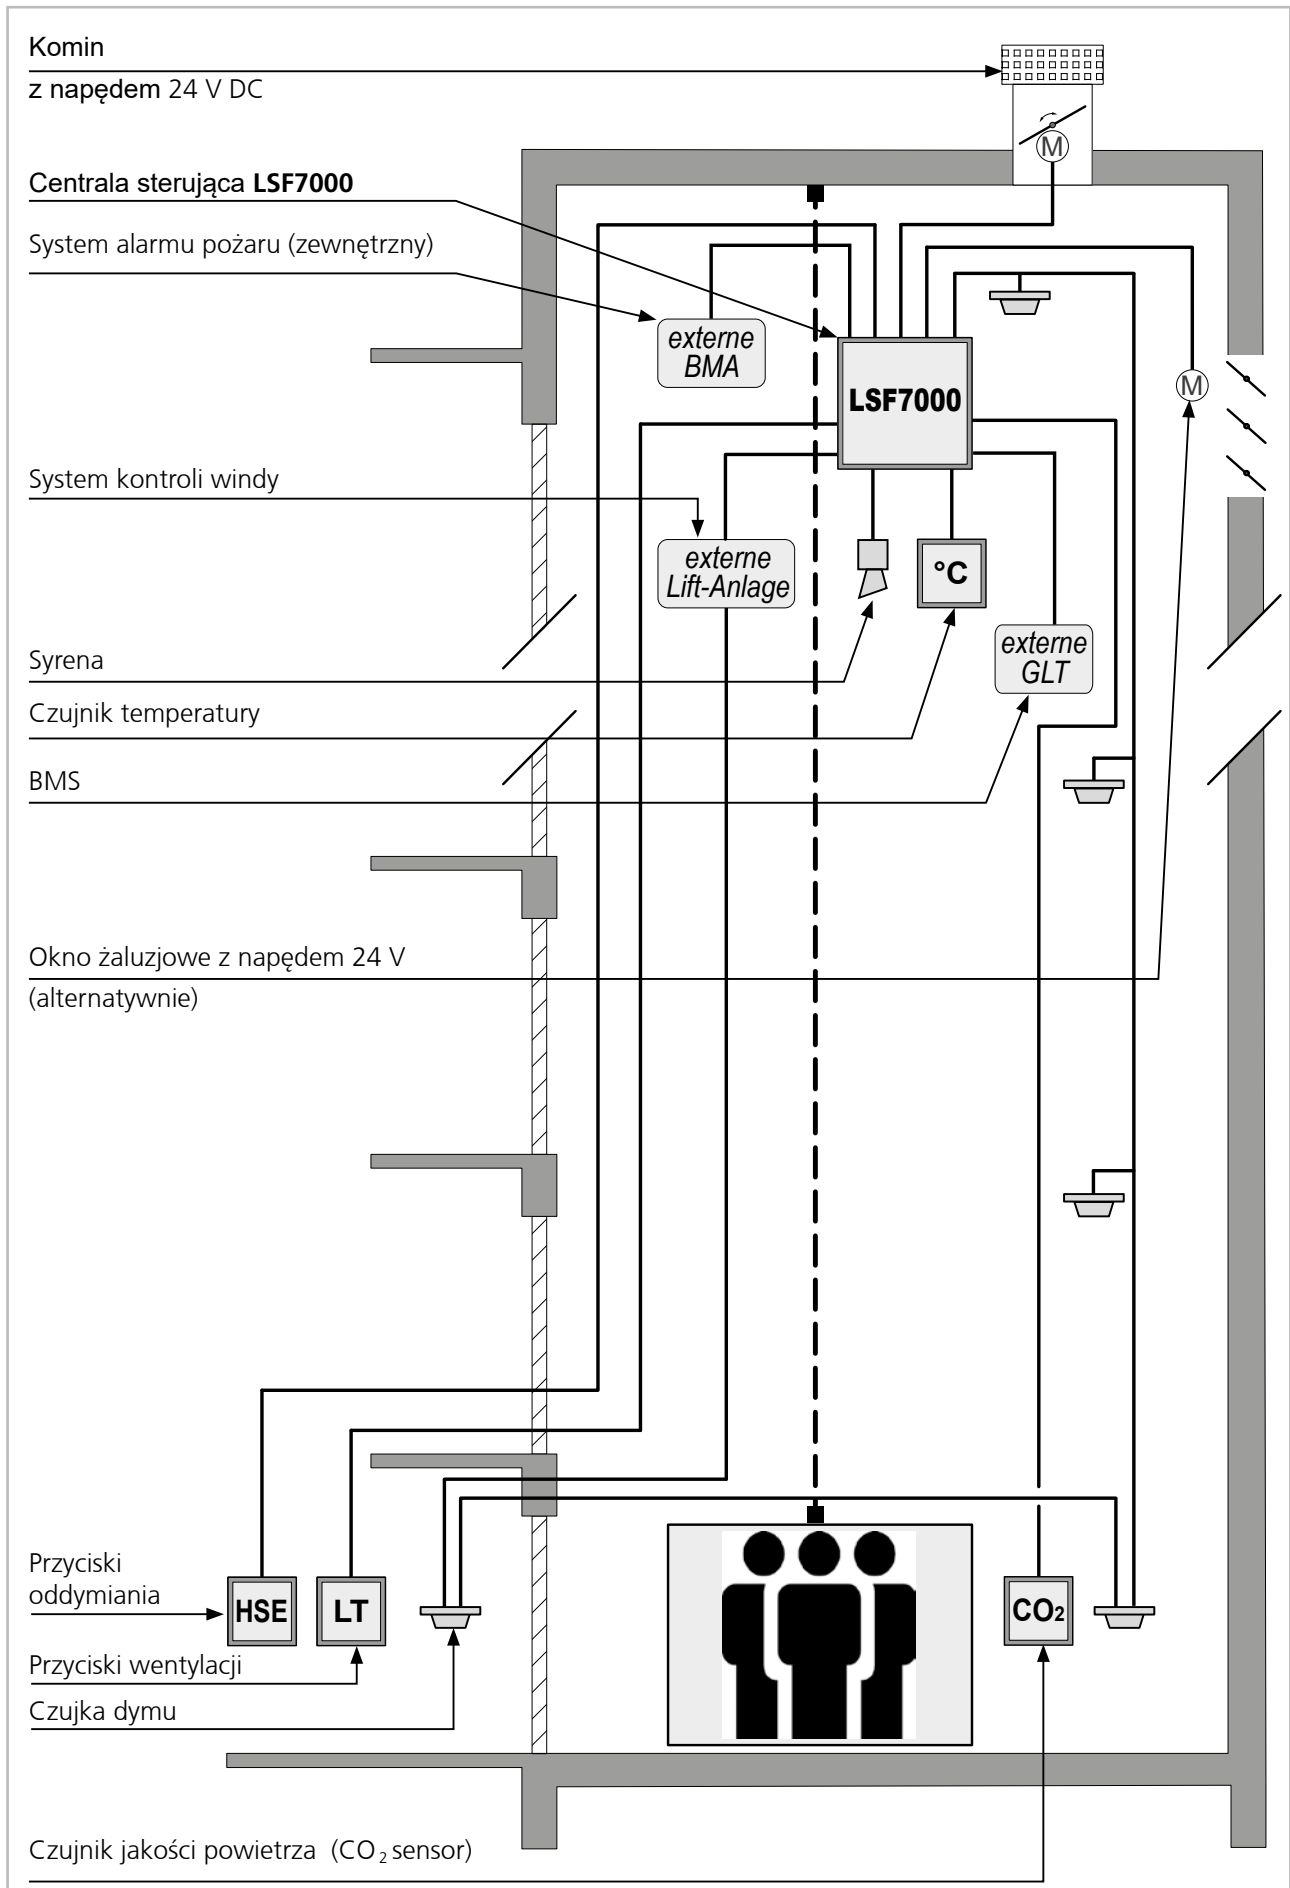 Komin
z napędem 24 V DC
M
Centrala sterująca LSF7000
System alarmu pożaru (zewnętrzny)
externe
BMA
LSF7000
M
System kontroli windy
externe
Lift-Anlage
°C
externe
GLT
Syrena
Czujnik temperatury
BMS
Okno żaluzjowe z napędem 24 V
(alternatywnie)
Przyciski
oddymiania
HSE
LT
CO2
Przyciski wentylacji
Czujka dymu
Czujnik jakości powietrza (CO2 sensor)